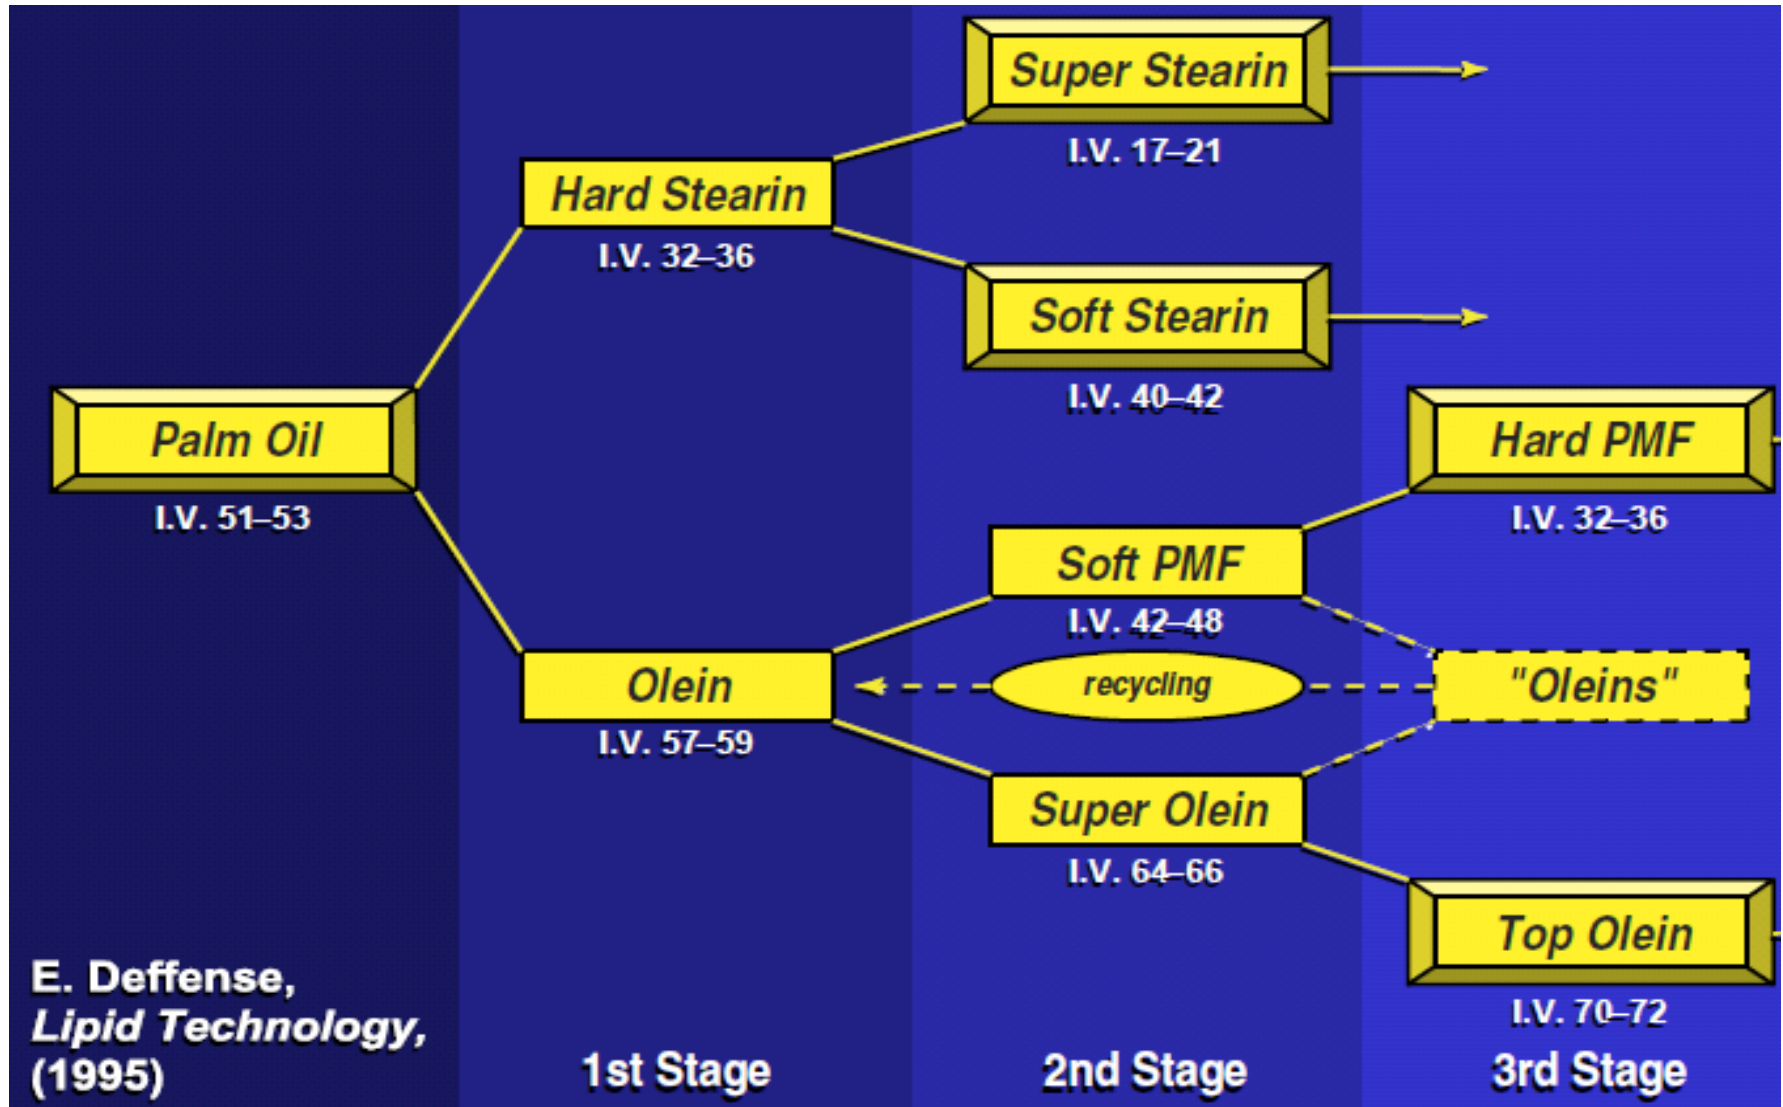 Super Stearin
I.V. 17–21
Hard Stearin
I.V. 32–36
Soft Stearin
I.V. 40–42
Palm Oil
I.V. 51–53
Hard PMF
I.V. 32–36
Soft PMF
I.V. 42–48
Olein
I.V. 57–59
recycling
"Oleins"
Super Olein
I.V. 64–66
Top Olein
I.V. 70–72
E. Deffense,
Lipid Technology,
(1995)
1st Stage
2nd Stage
3rd Stage